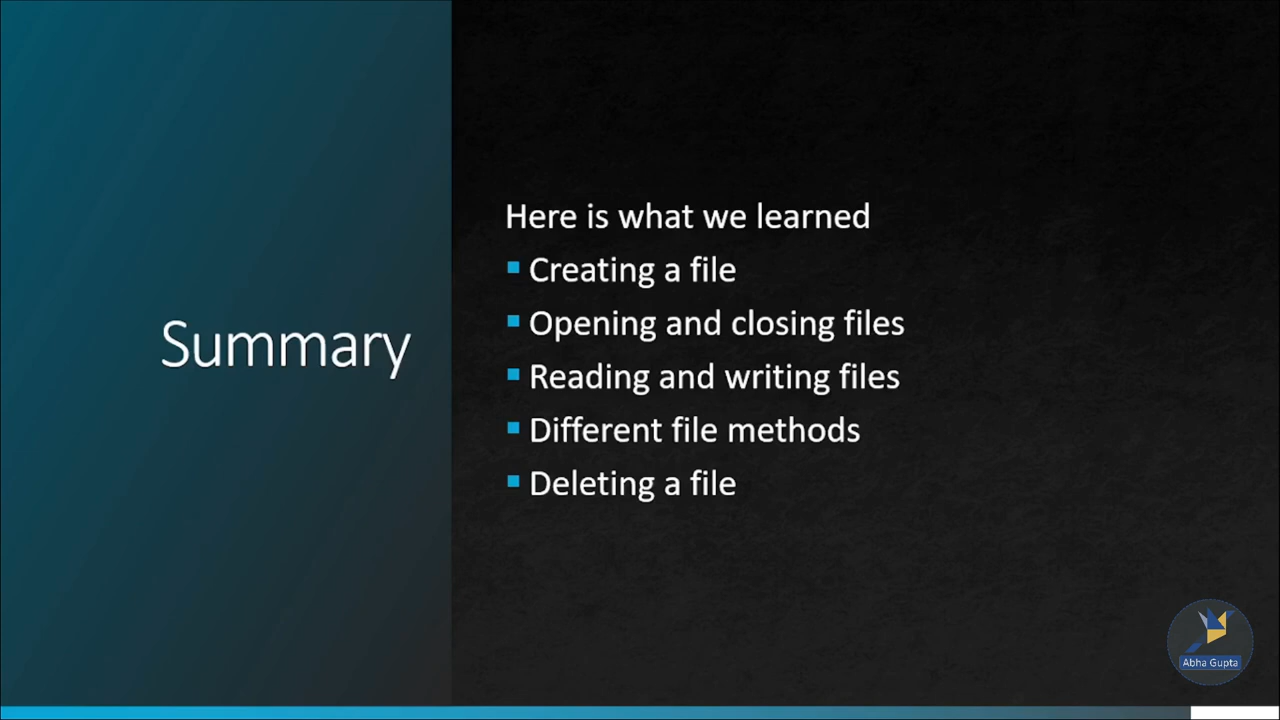 Summary
Here is what we learned
Creating a file
Opening and closing files
Reading and writing files
Different file methods
Deleting a file
Abha Gupta